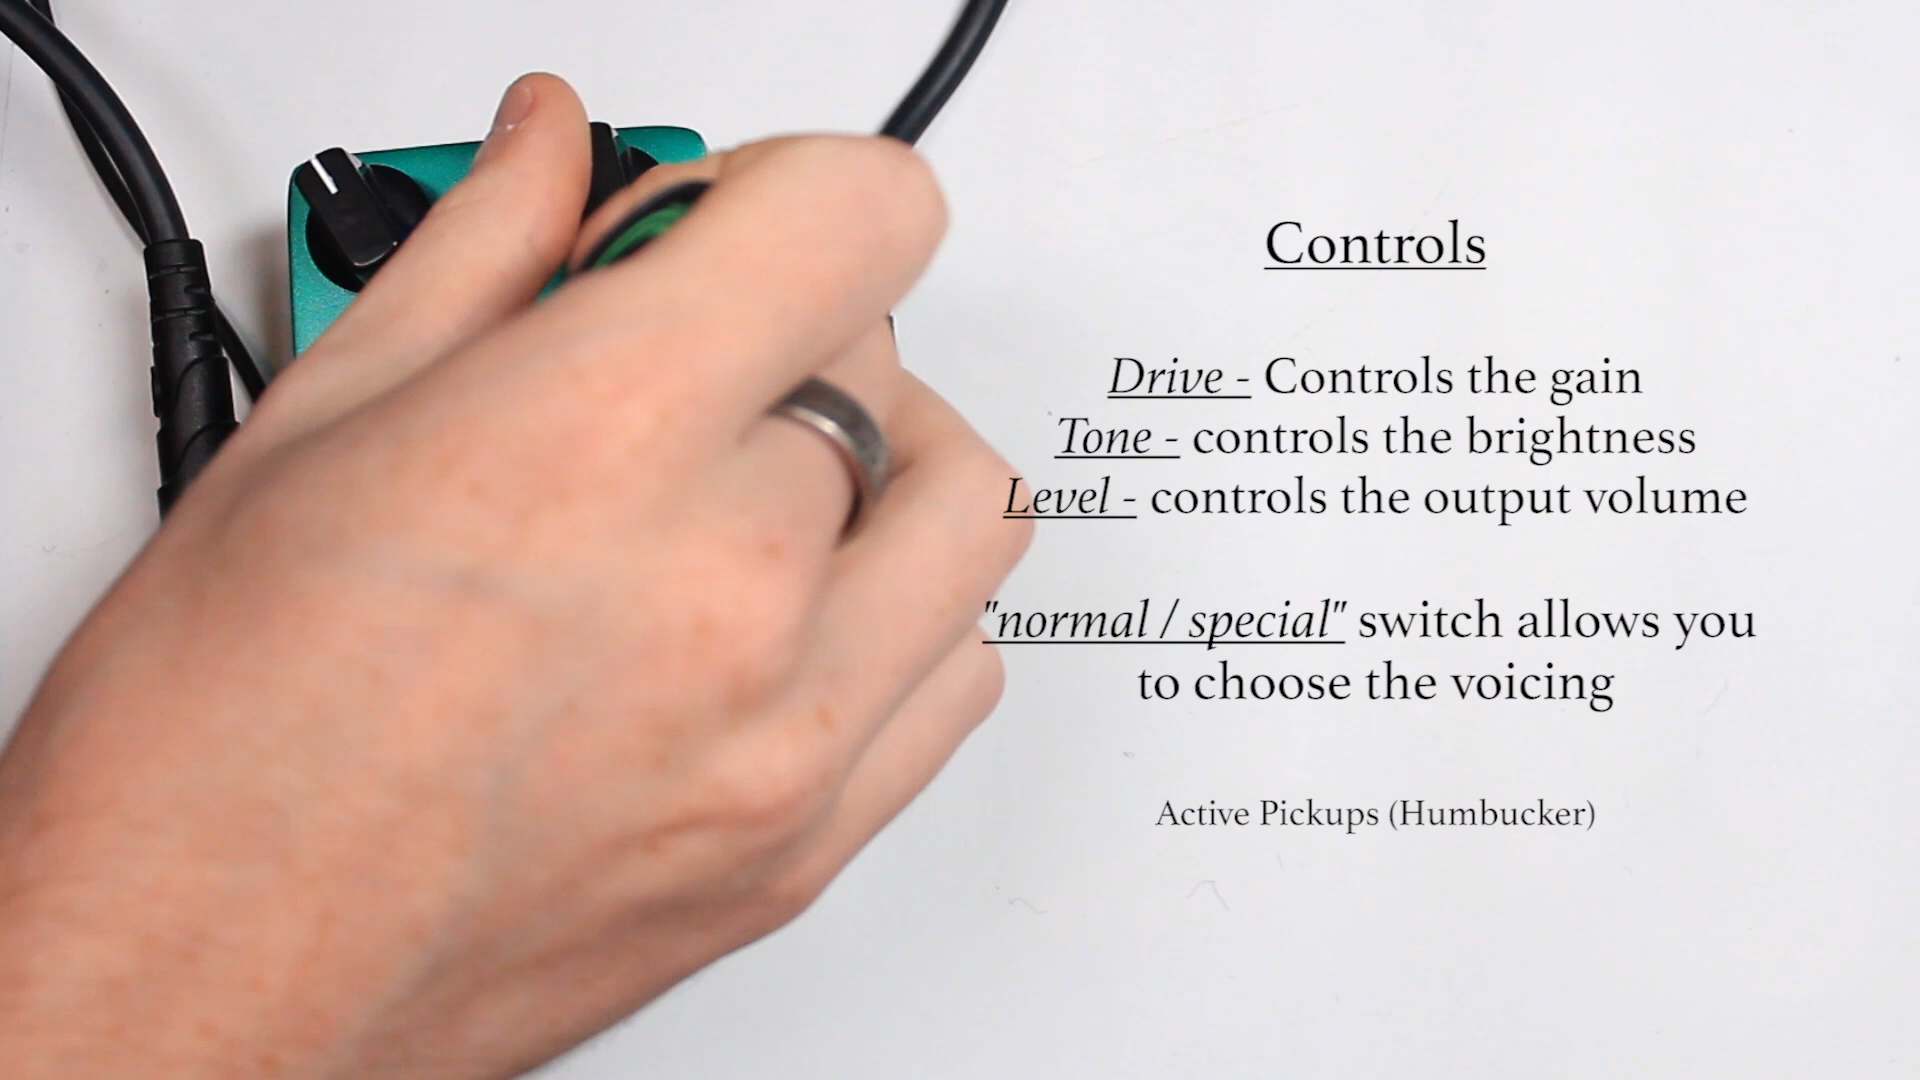 Controls
Drive - Controls the gain
Tone - controls the brightness
Level - controls the output volume
"normal / special" switch allows you
to choose the voicing
Active Pickups (Humbucker)